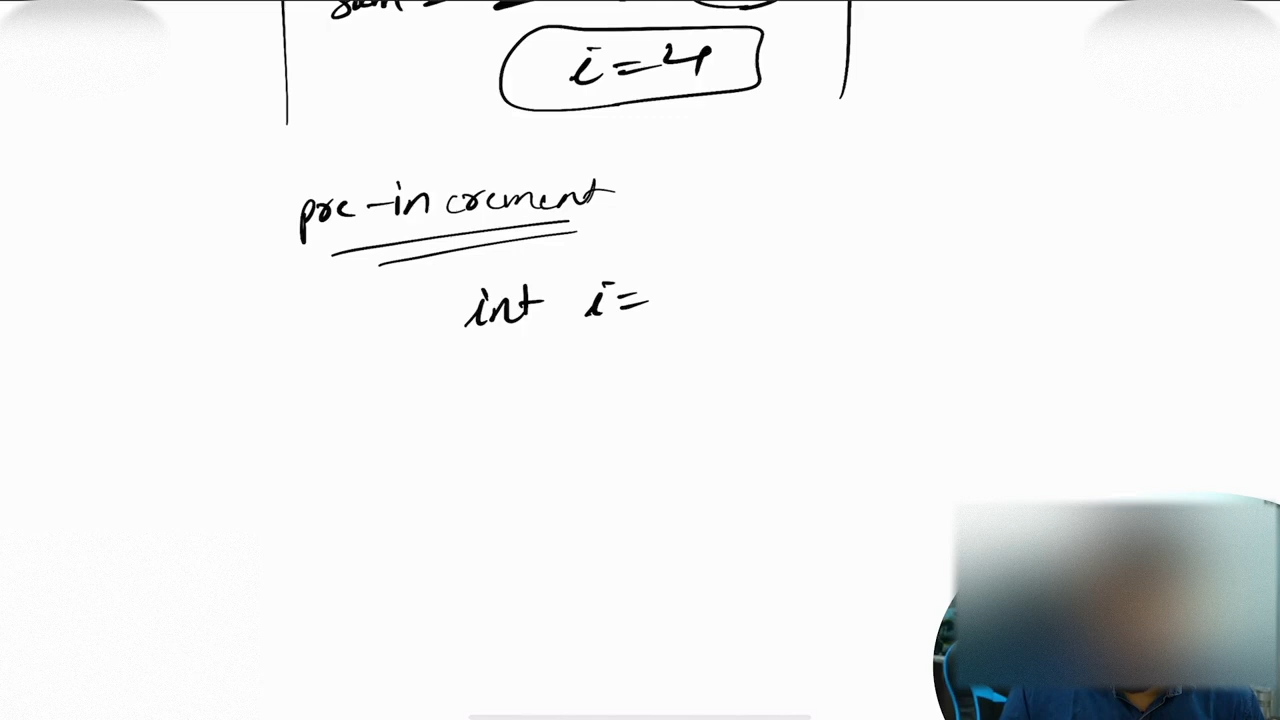 i=4
pre-increment
int i=